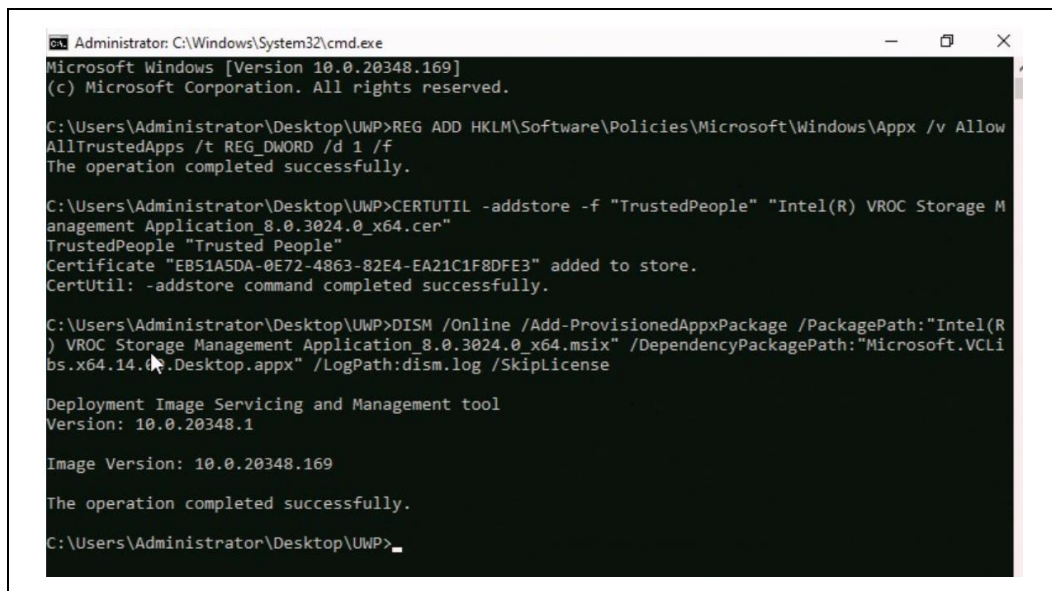 Administrator: C:\Windows\System32\cmd.exe
Microsoft Windows [Version 10.0.20348.169]
(c) Microsoft Corporation. All rights reserved.
C:\Users\Administrator\Desktop\UWP>REG ADD HKLM\Software\Policies\Microsoft\Windows\Appx /v Allow
AllTrustedApps /t REG_DWORD /d 1 /f
The operation completed successfully.
C:\Users\Administrator\Desktop\UWP>CERTUTIL -addstore -f "TrustedPeople" "Intel(R) VROC Storage M
anagement Application_8.0.3024.0_x64.cer"
TrustedPeople "Trusted People"
Certificate "EB51A5DA-0E72-4863-82E4-EA21C1F8DFE3" added to store.
CertUtil: -addstore command completed successfully.
C:\Users\Administrator\Desktop\UWP>DISM /Online /Add-ProvisionedAppxPackage /PackagePath:"Intel(R
) VROC Storage Management Application_8.0.3024.0_x64.msix" /DependencyPackagePath:"Microsoft.VCLi
bs.x64.14.00.Desktop.appx" /LogPath:dism.log /SkipLicense
Deployment Image Servicing and Management tool
Version: 10.0.20348.1
Image Version: 10.0.20348.169
The operation completed successfully.
C:\Users\Administrator\Desktop\UWP>_